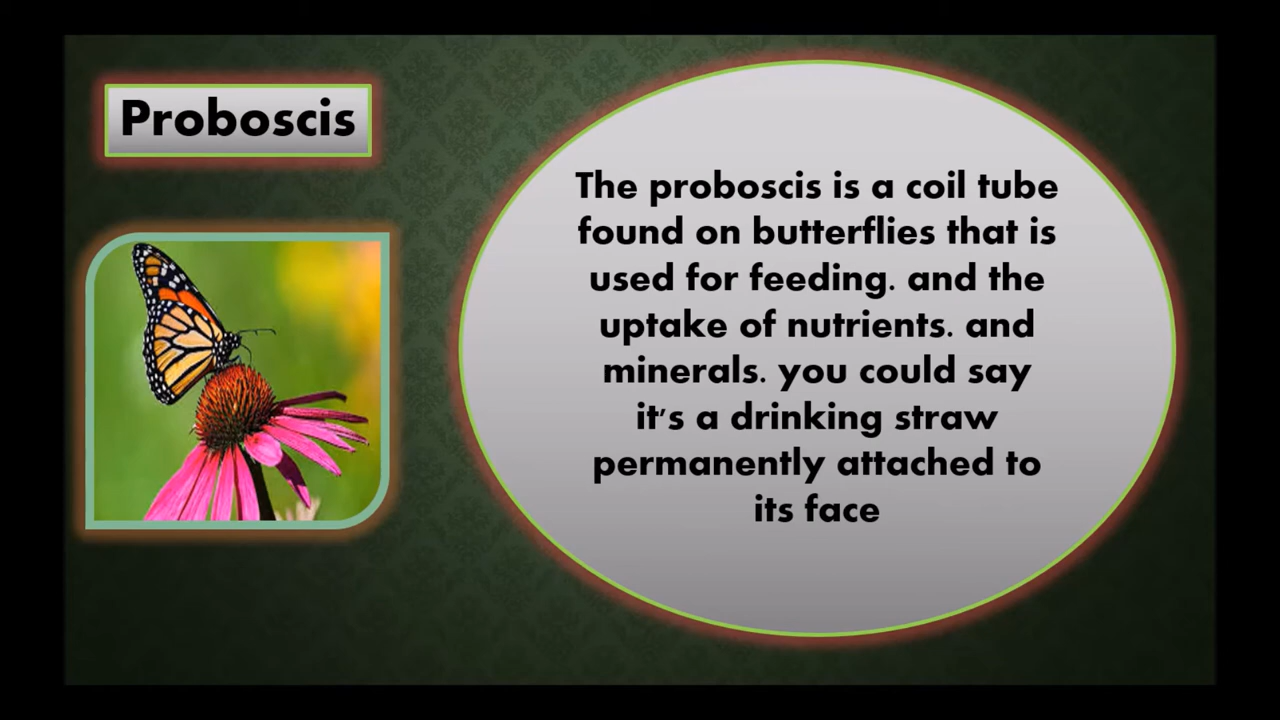 Proboscis
The proboscis is a coil tube
found on butterflies that is
used for feeding. and the
uptake of nutrients. and
minerals. you could say
it's a drinking straw
permanently attached to
its face